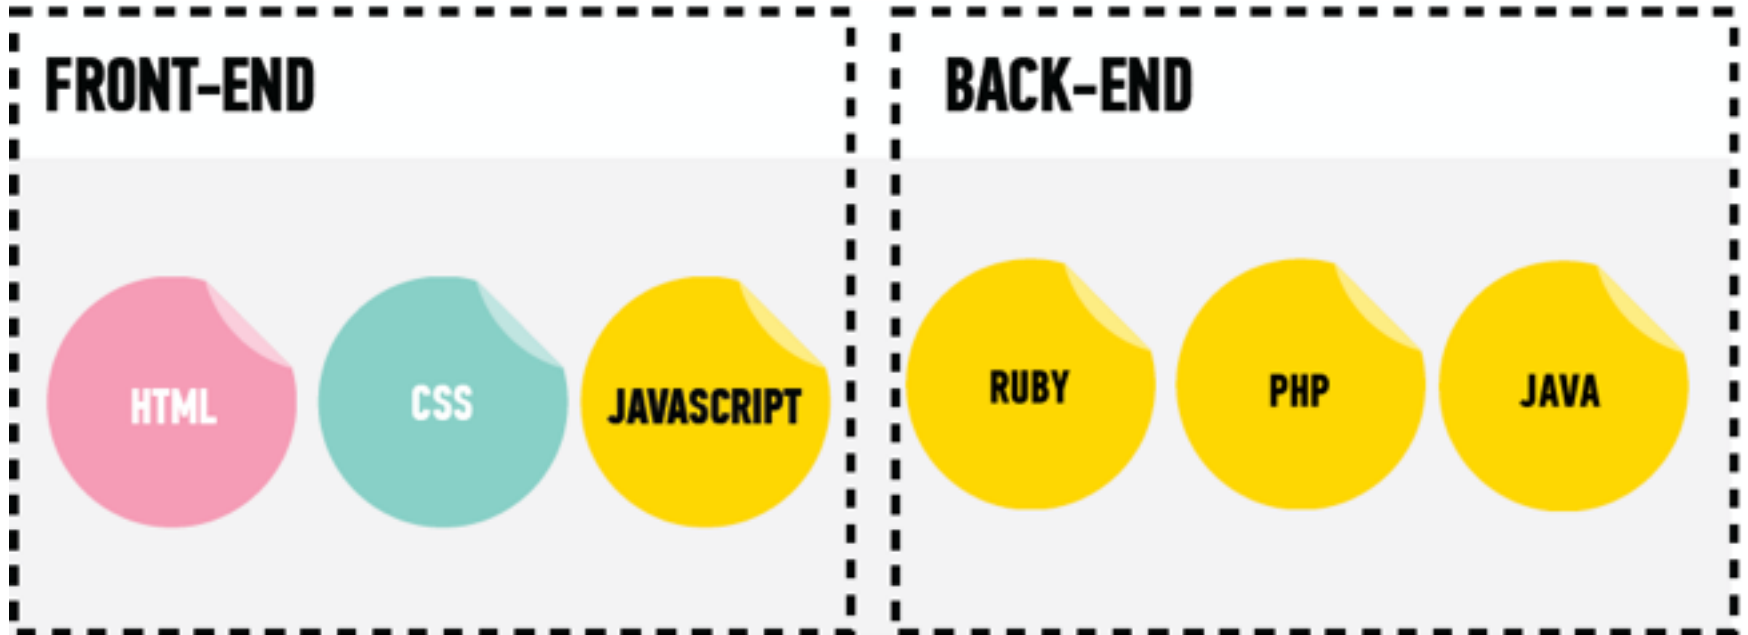 FRONT-END
HTML
CSS
JAVASCRIPT
BACK-END
RUBY
PHP
JAVA